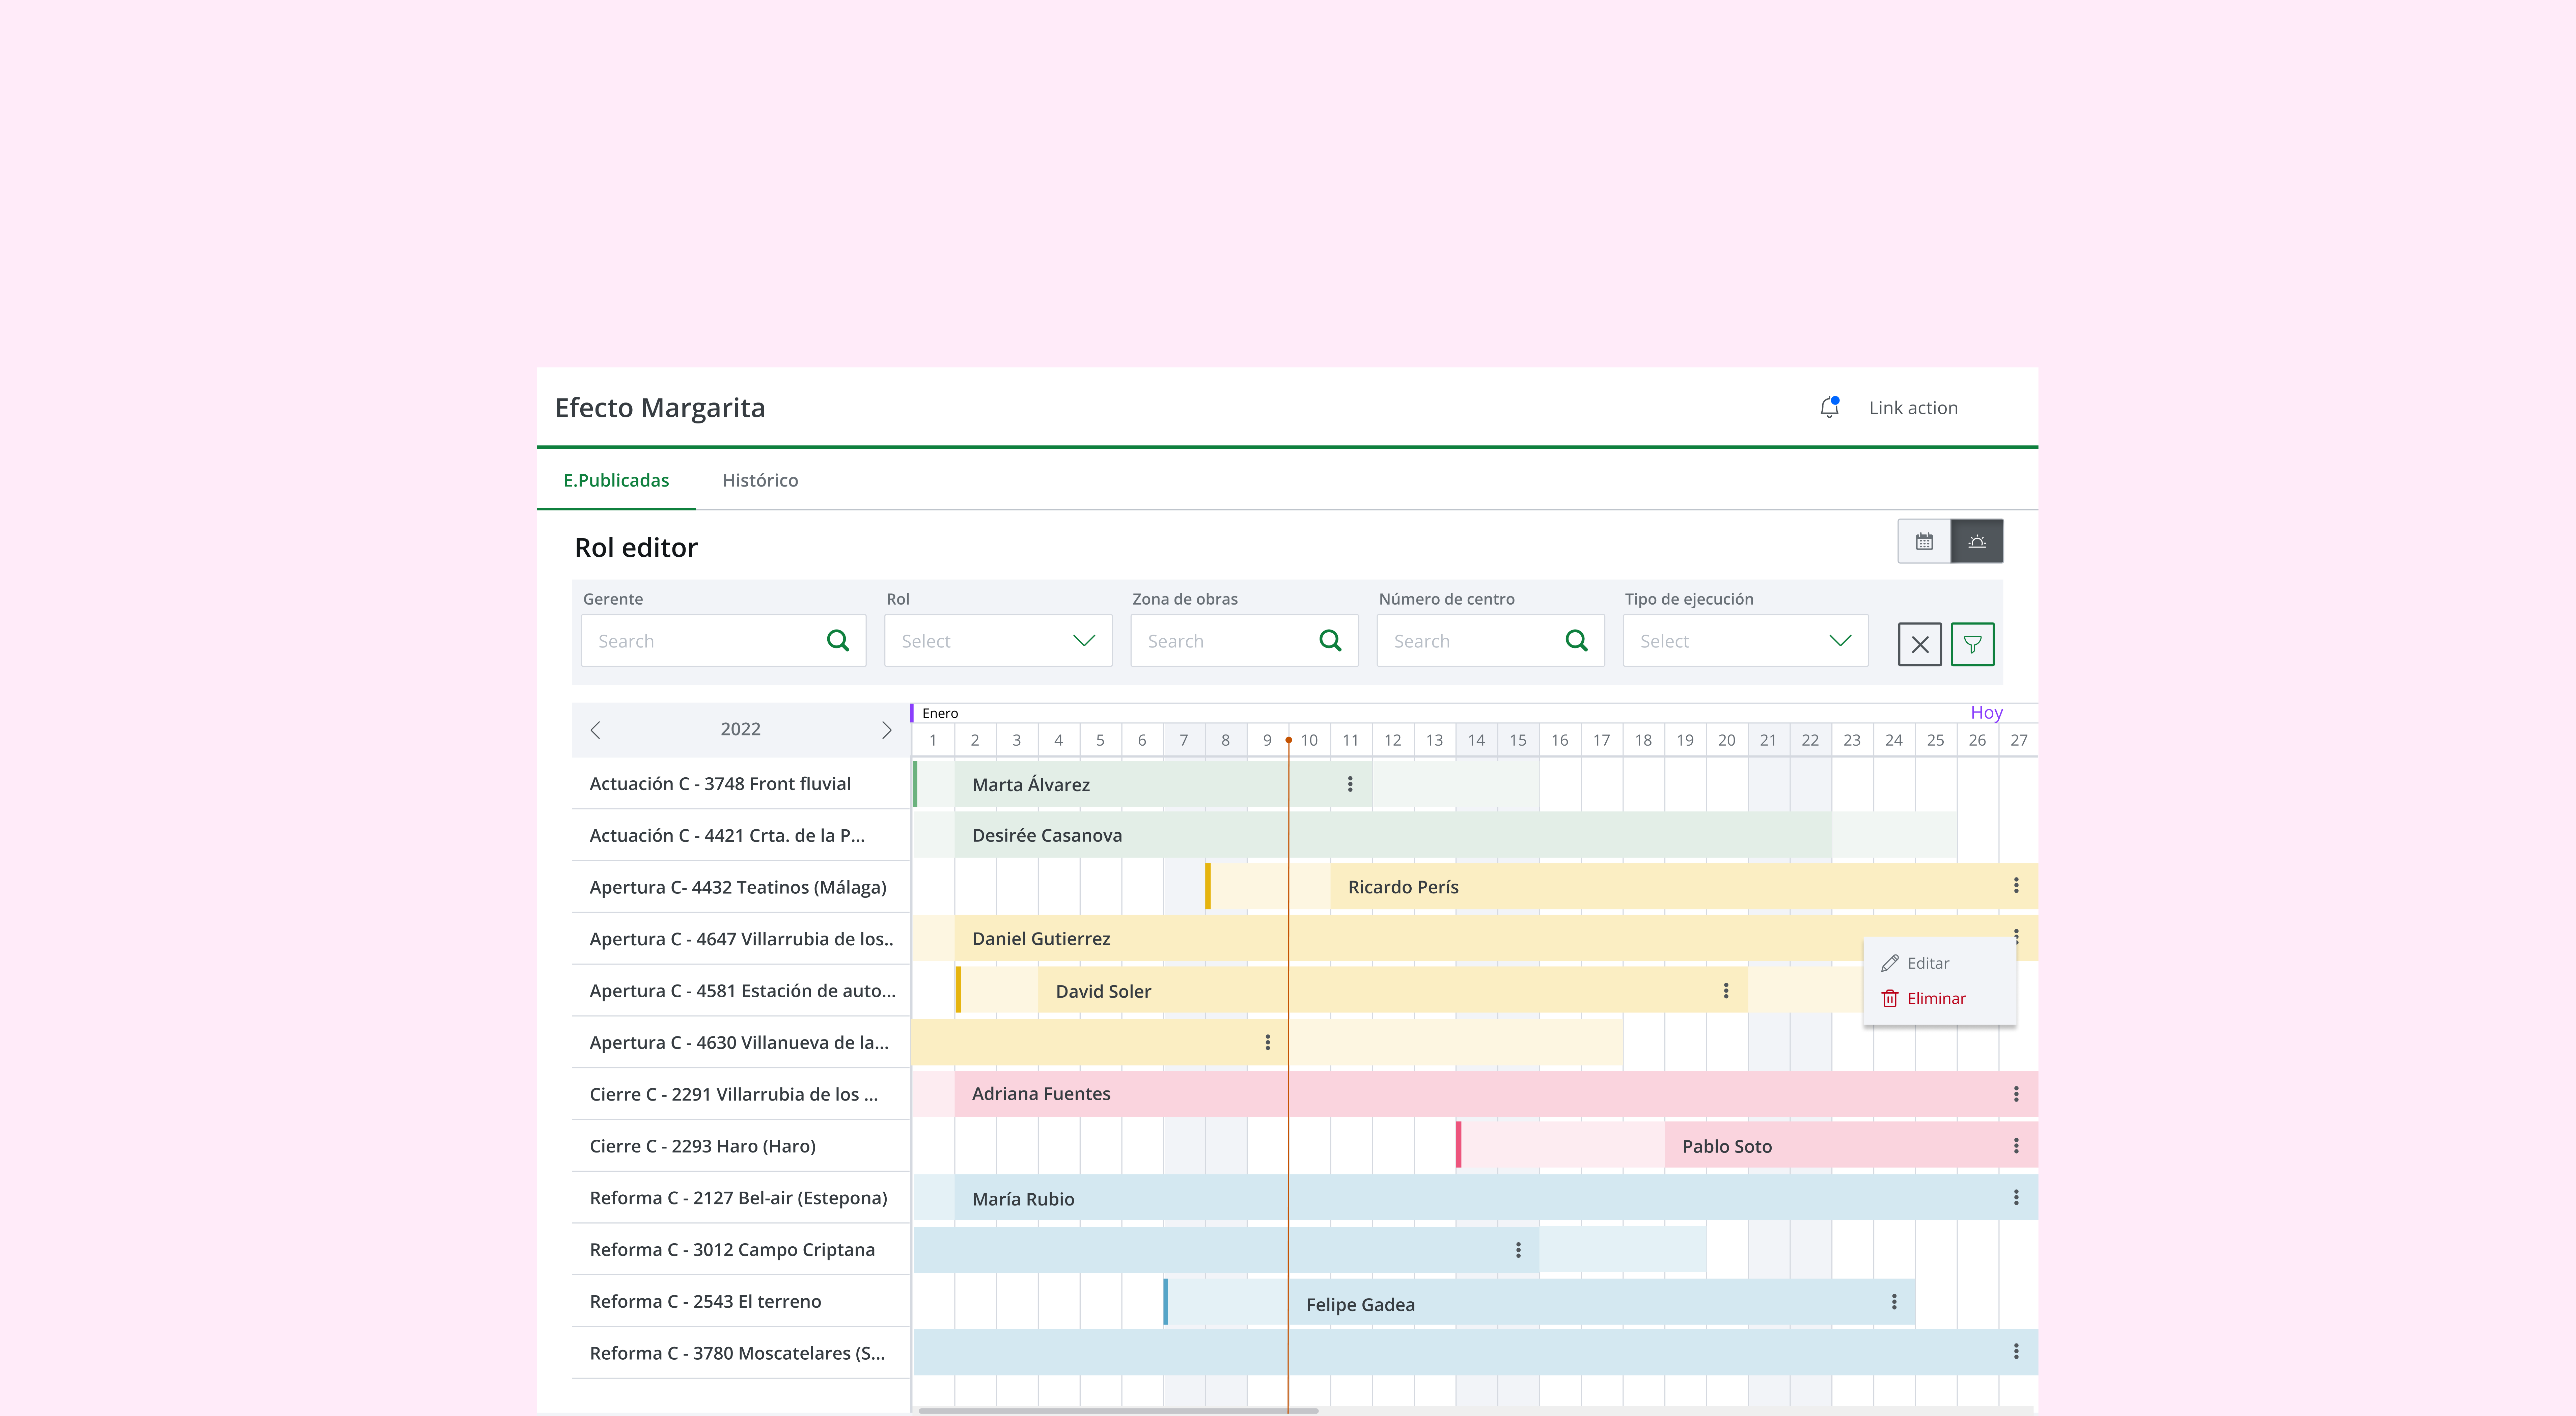 Efecto Margarita
Link action
E.Publicadas
Histórico
Rol editor
Gerente
Rol
Zona de obras
Número de centro
Tipo de ejecución
Search
Select
Search
Search
Select
2022
Enero
Hoy
1 2 3 4 5 6 7 8 9 10 11 12 13 14 15 16 17 18 19 20 21 22 23 24 25 26 27
Actuación C - 3748 Front fluvial
Marta Álvarez
Actuación C - 4421 Crta. de la P...
Desirée Casanova
Apertura C- 4432 Teatinos (Málaga)
Ricardo Perís
Apertura C - 4647 Villarrubia de los..
Daniel Gutierrez
Editar
Apertura C - 4581 Estación de auto...
David Soler
Eliminar
Apertura C - 4630 Villanueva de la...
Cierre C - 2291 Villarrubia de los ...
Adriana Fuentes
Cierre C - 2293 Haro (Haro)
Pablo Soto
Reforma C - 2127 Bel-air (Estepona)
María Rubio
Reforma C - 3012 Campo Criptana
Reforma C - 2543 El terreno
Felipe Gadea
Reforma C - 3780 Moscatelares (S...